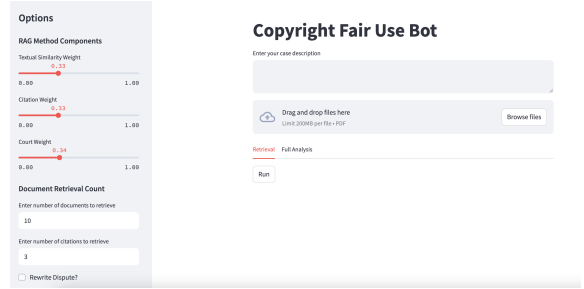 Options
RAG Method Components
Textual Similarity Weight
0.33
0.00 1.00
Citation Weight
0.33
0.00 1.00
Court Weight
0.34
0.00 1.00
Document Retrieval Count
Enter number of documents to retrieve
10
Enter number of citations to retrieve
3
Rewrite Dispute?
Copyright Fair Use Bot
Enter your case description
Drag and drop files here
Limit 200MB per file • PDF
Browse files
Retrieval Full Analysis
Run